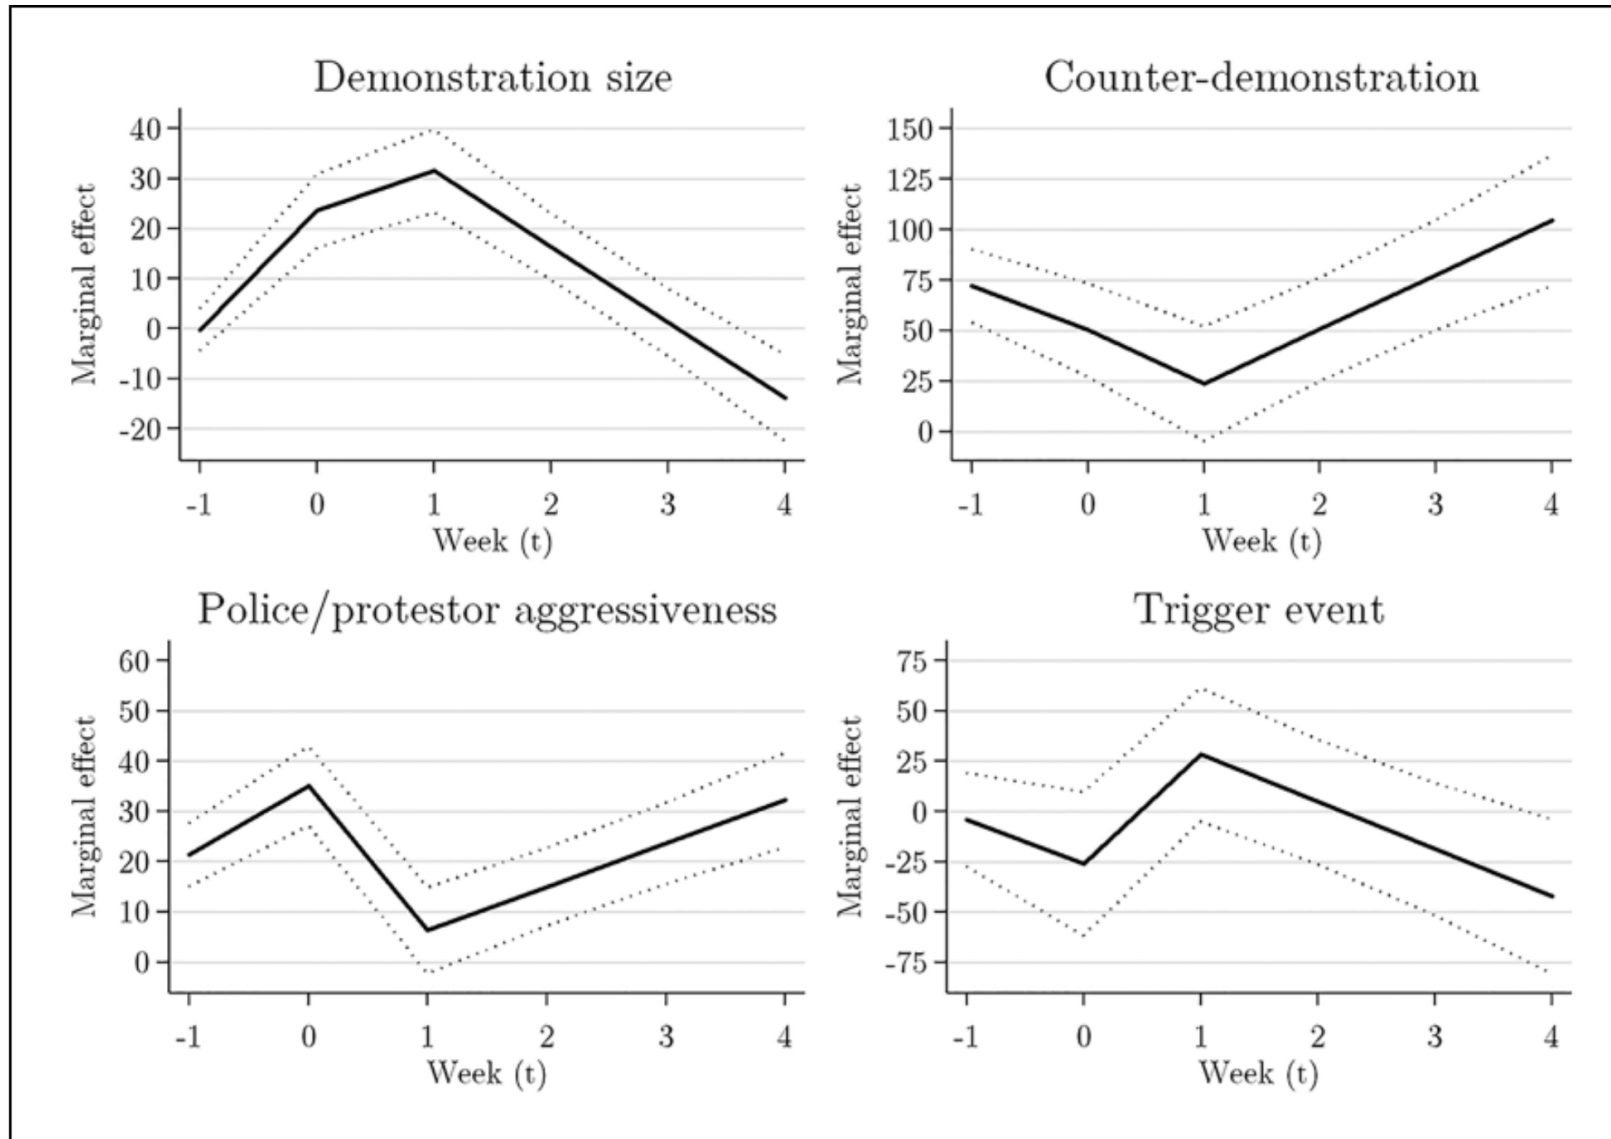 Demonstration size
Marginal effect
40
30
20
10
0
-10
-20
-1 0 1 2 3 4
Week (t)
Counter-demonstration
Marginal effect
150
125
100
75
50
25
0
-1 0 1 2 3 4
Week (t)
Police/protestor aggressiveness
Marginal effect
60
50
40
30
20
10
0
-1 0 1 2 3 4
Week (t)
Trigger event
Marginal effect
75
50
25
0
-25
-50
-75
-1 0 1 2 3 4
Week (t)